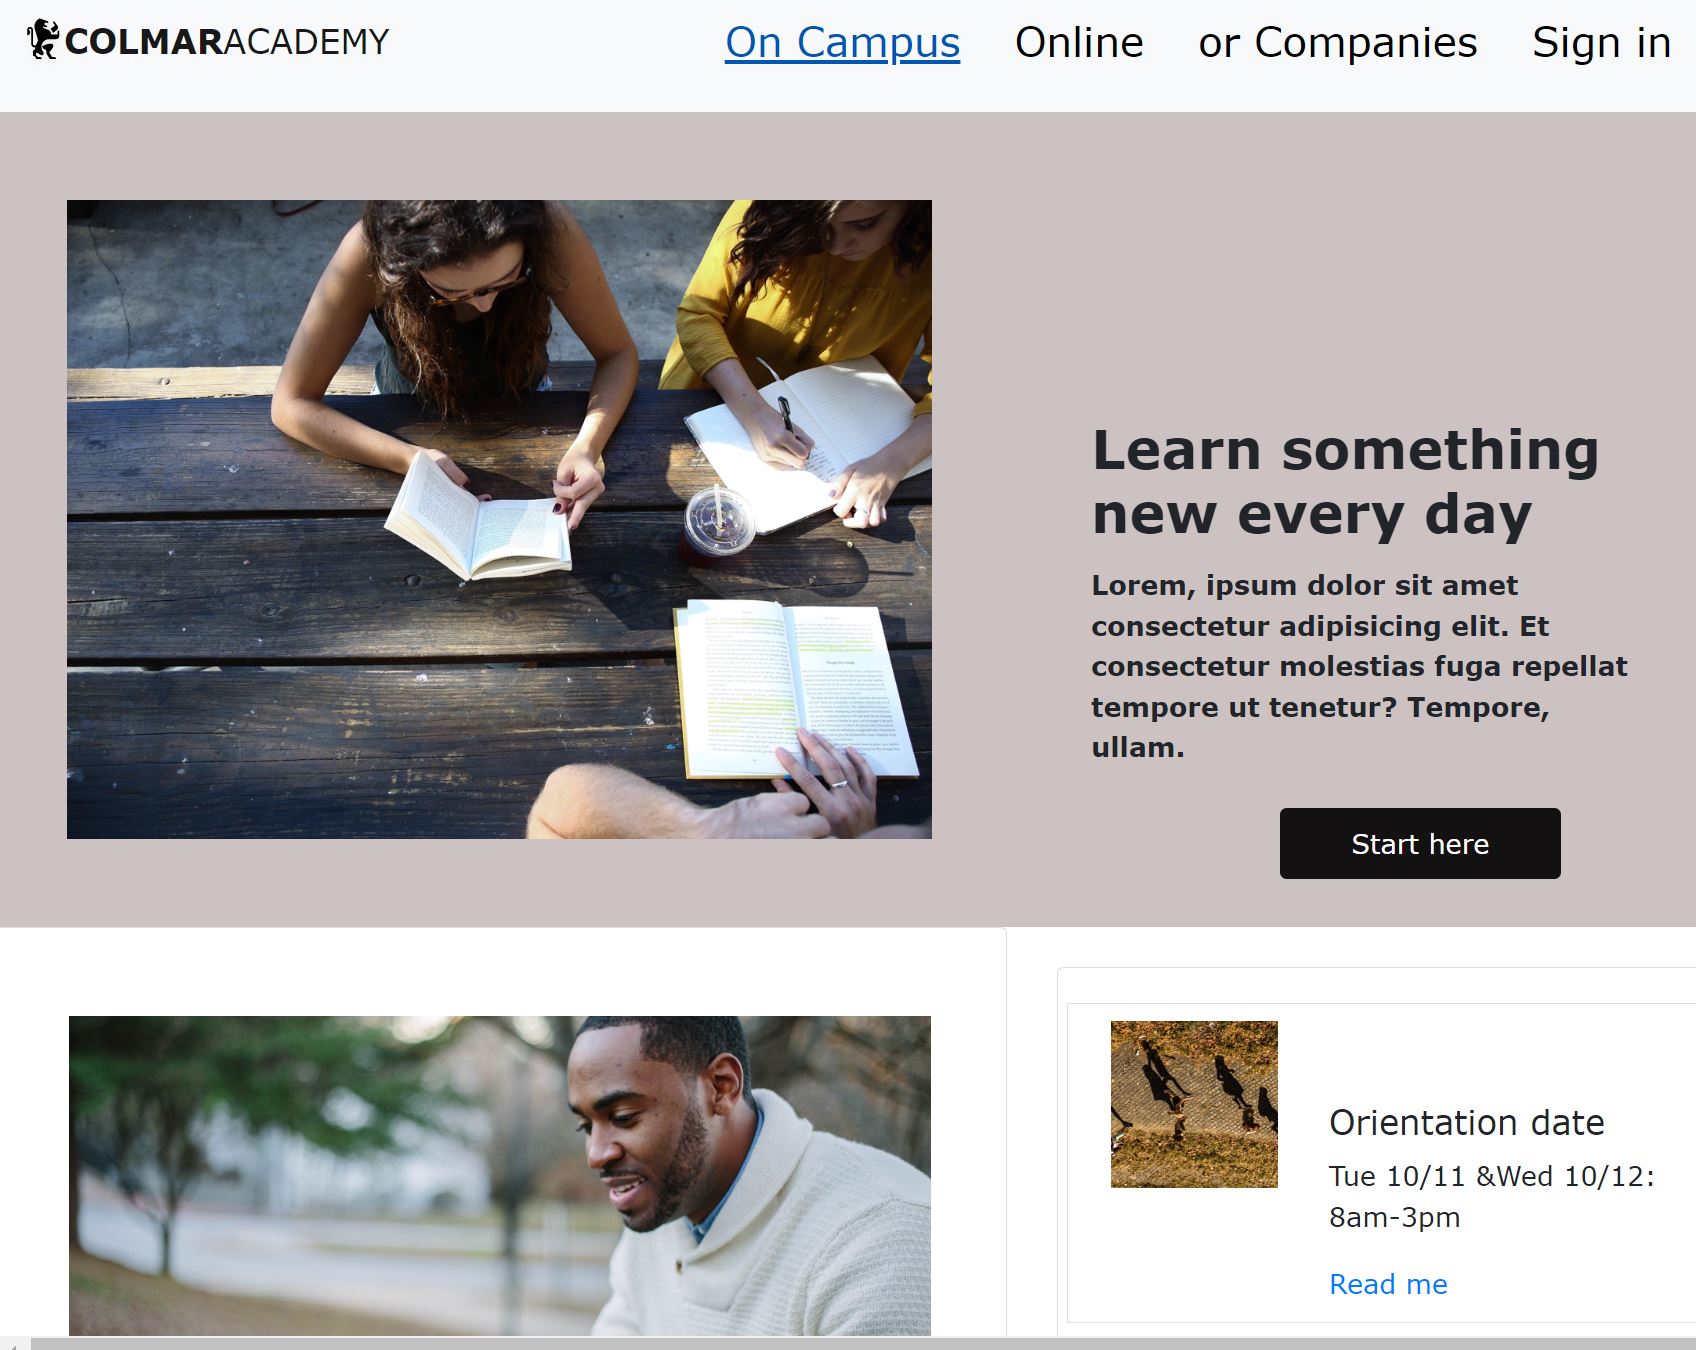 COLMARACADEMY
On Campus
Online
or Companies
Sign in
Learn something
new every day
Lorem, ipsum dolor sit amet
consectetur adipisicing elit. Et
consectetur molestias fuga repellat
tempore ut tenetur? Tempore,
ullam.
Start here
Orientation date
Tue 10/11 &Wed 10/12:
8am-3pm
Read me